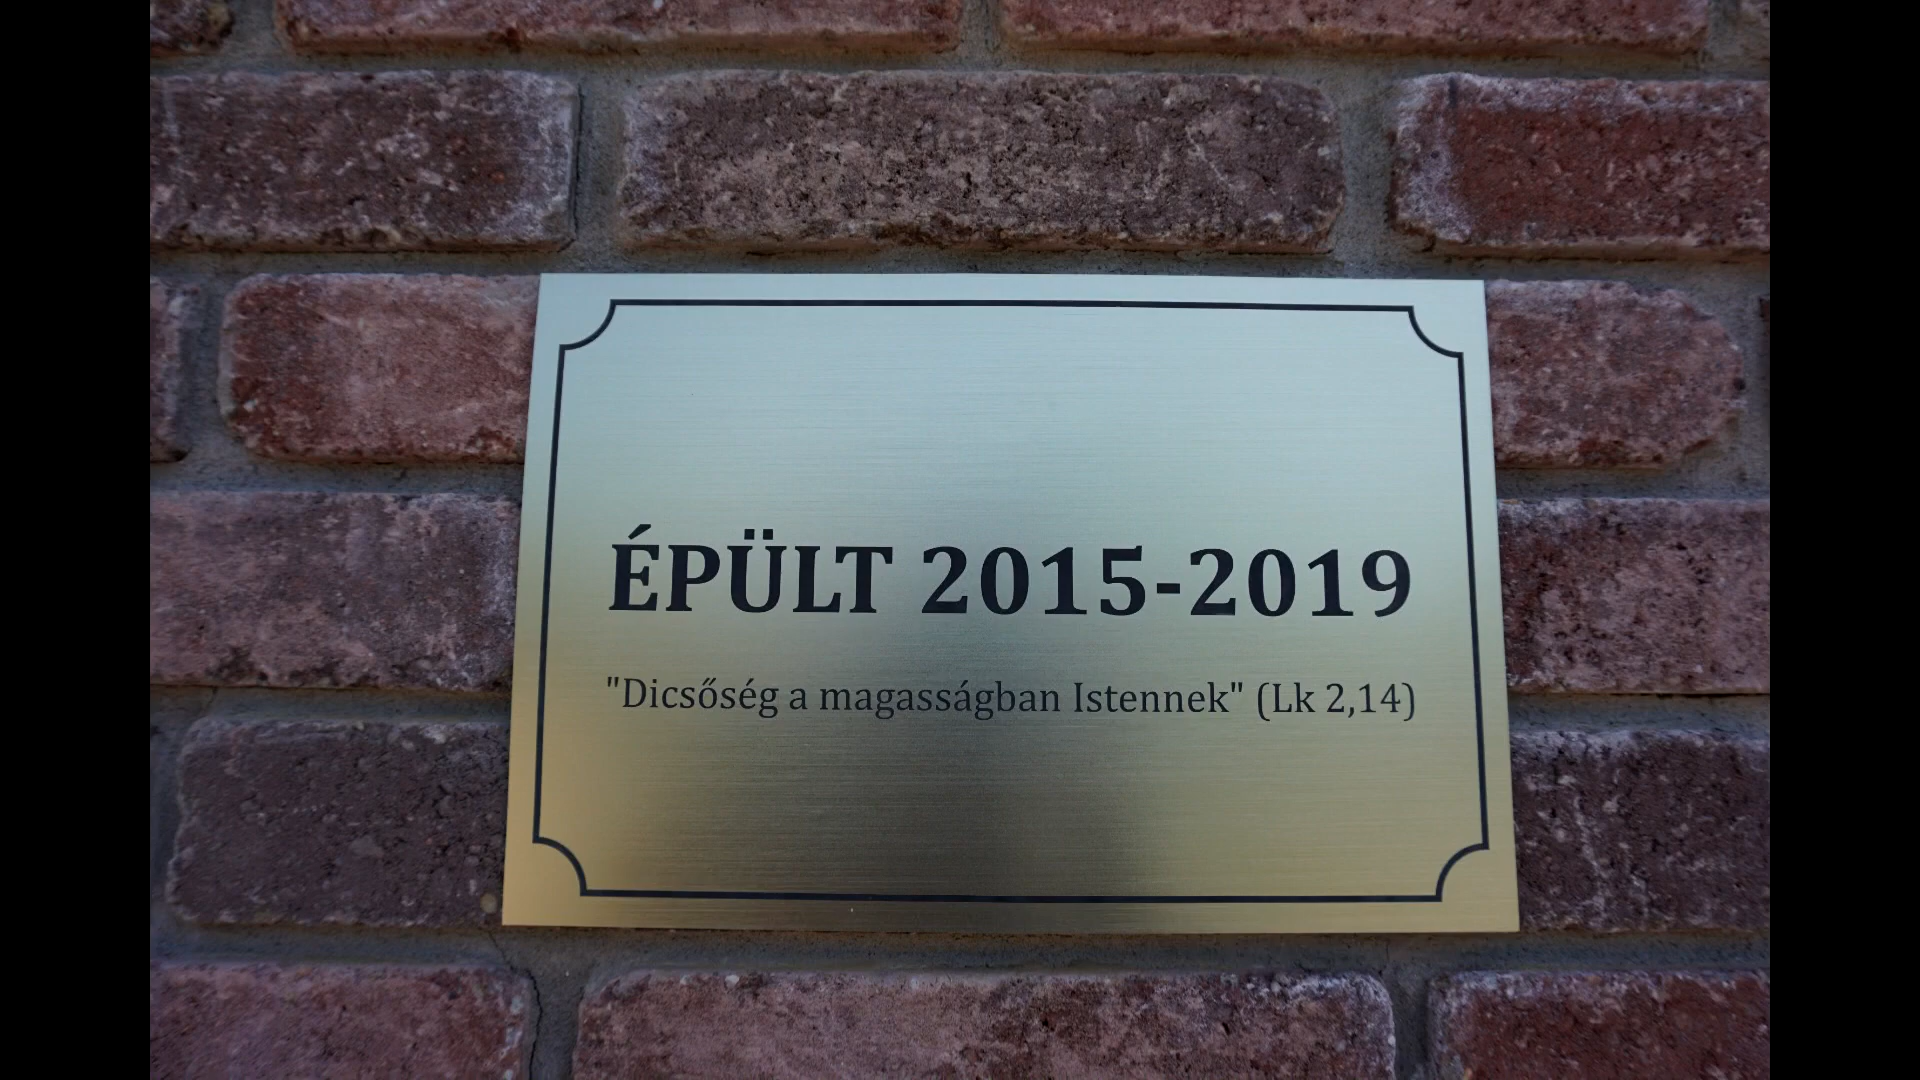 ÉPÜLT 2015-2019
"Dicsőség a magasságban Istennek" (Lk 2,14)